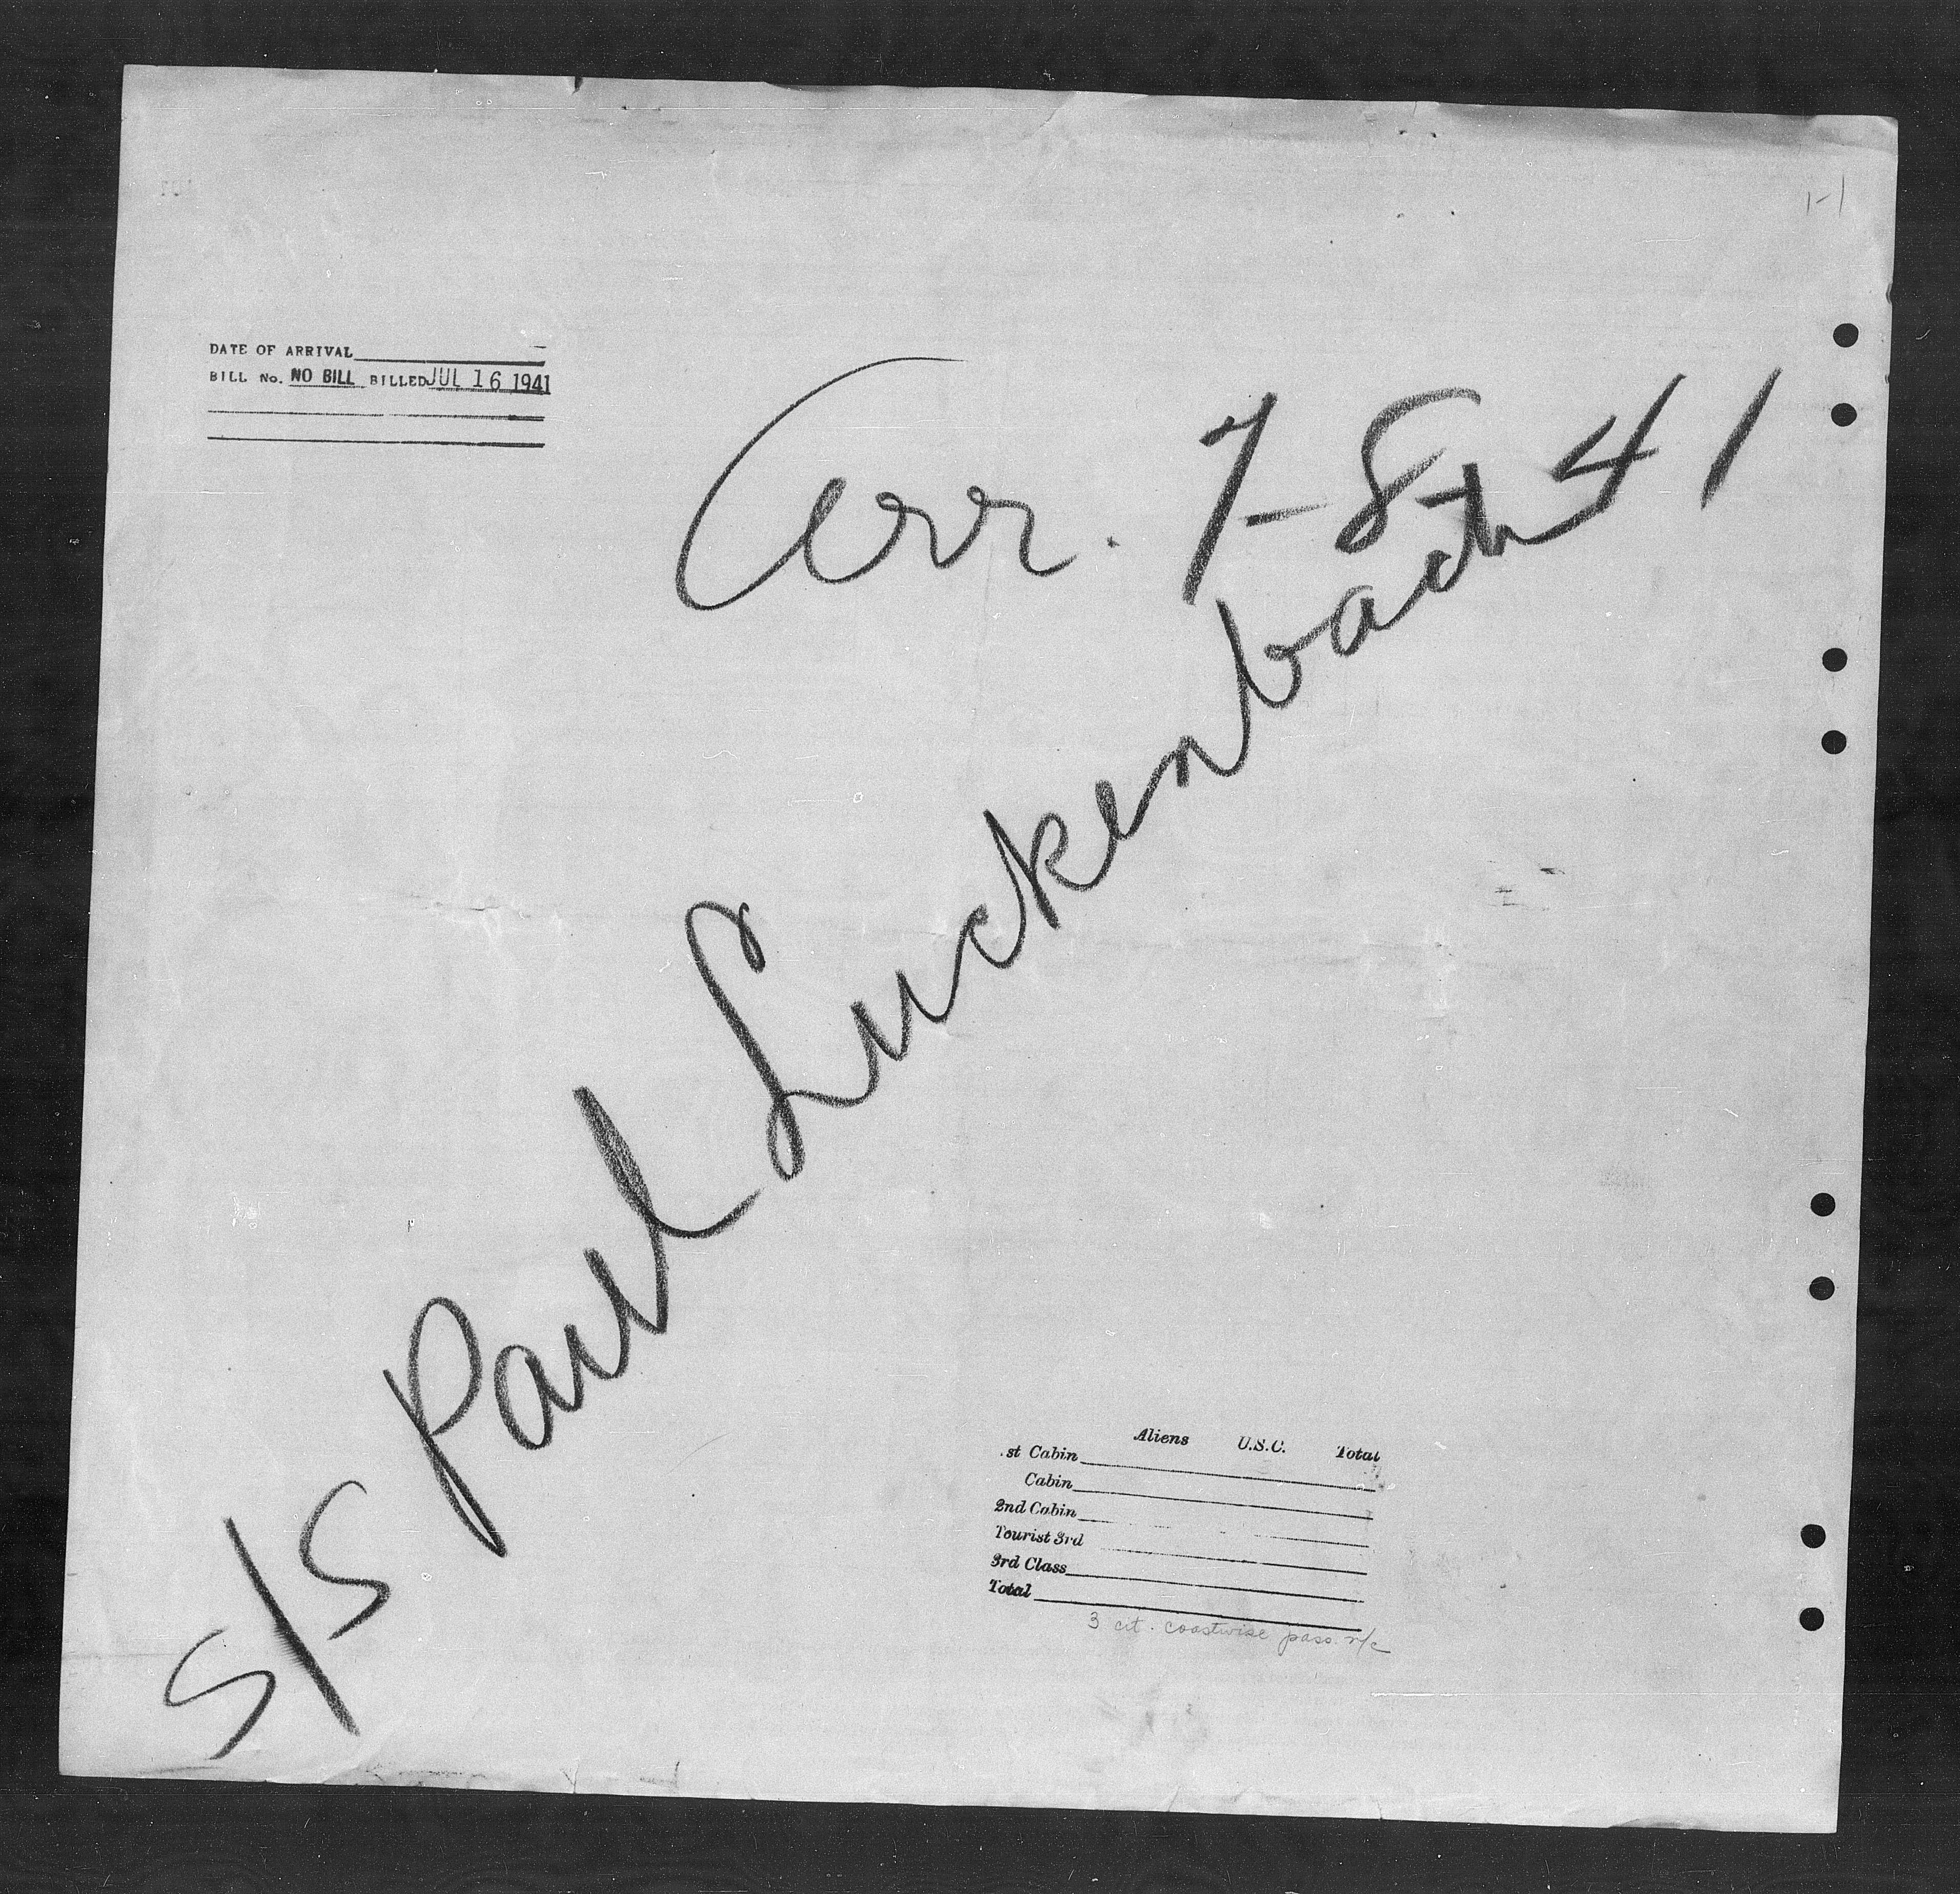 1-1
DATE OF ARRIVAL
BILL No. NO BILL BILLED JUL 16 1941
Arr. 7-8-41
S/S Paul Luckenbach
Aliens U.S.C. Total
st Cabin
Cabin
2nd Cabin
Tourist 3rd
3rd Class
Total
3 cit. coastwise pass. n/c